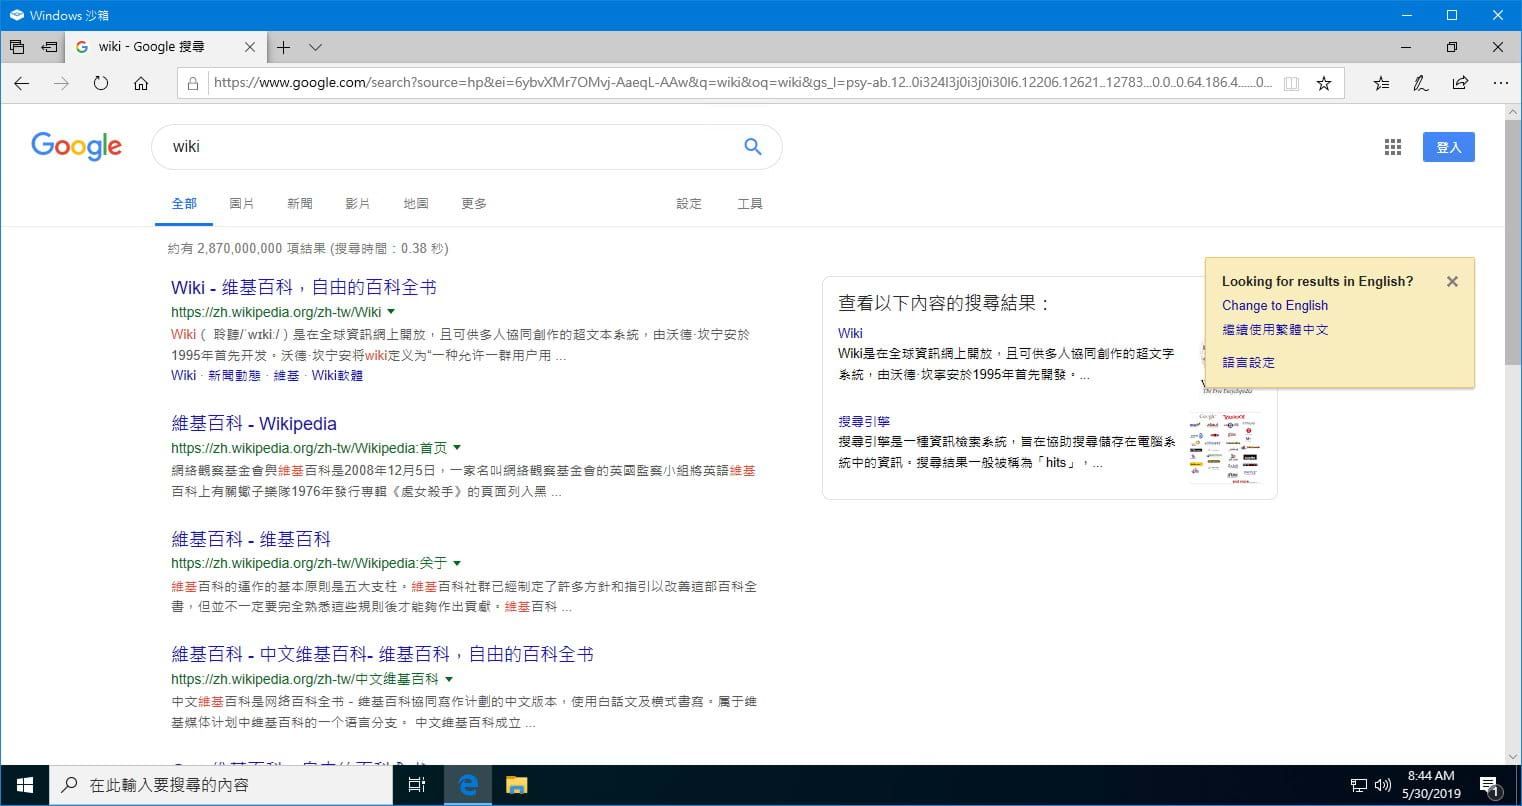 Windows 沙箱
wiki - Google 搜尋
https://www.google.com/search?source=hp&ei=6ybvXMr7OMvj-AaeqL-AAw&q=wiki&oq=wiki&gs_l=psy-ab.12..0i324l3j0i3j0i30l6.12206.12621..12783...0.0..0.64.186.4......0...
Google
wiki
登入
全部
圖片
新聞
影片
地圖
更多
設定
工具
約有 2,870,000,000 項結果 (搜尋時間：0.38 秒)
Wiki - 维基百科，自由的百科全书
https://zh.wikipedia.org/zh-tw/Wiki
Wiki（ 聆聽/ˈwɪkiː/）是在全球資訊網上開放，且可供多人協同創作的超文本系統，由沃德·坎宁安於
1995年首先开发。沃德·坎宁安将wiki定义为“一种允许一群用户用 ...
Wiki · 新聞動態 · 維基 · Wiki軟體
維基百科 - Wikipedia
https://zh.wikipedia.org/zh-tw/Wikipedia:首页
網絡觀察基金會與維基百科是2008年12月5日，一家名叫網絡觀察基金會的英國監察小組將英語維基
百科上有關蠍子樂隊1976年發行專輯《處女殺手》的頁面列入黑 ...
維基百科 - 維基百科
https://zh.wikipedia.org/zh-tw/Wikipedia:关于
維基百科的運作的基本原則是五大支柱。維基百科社群已經制定了許多方針和指引以改善這部百科全
書，但並不一定要完全熟悉這些規則後才能夠作出貢獻。維基百科 ...
維基百科 - 中文维基百科- 维基百科，自由的百科全书
https://zh.wikipedia.org/zh-tw/中文维基百科
中文維基百科是网络百科全书 - 维基百科協同寫作計劃的中文版本，使用白話文及横式書寫。属于维
基媒体计划中维基百科的一个语言分支。 中文维基百科成立 ...
查看以下內容的搜尋結果：
Wiki
Wiki是在全球資訊網上開放，且可供多人協同創作的超文字
系統，由沃德·坎寧安於1995年首先開發。...
The Free Encyclopedia
搜尋引擎
搜尋引擎是一種資訊檢索系統，旨在協助搜尋儲存在電腦系
統中的資訊。搜尋結果一般被稱為「hits」，...
Looking for results in English?
Change to English
繼續使用繁體中文
語言設定
在此輸入要搜尋的內容
8:44 AM
5/30/2019
1